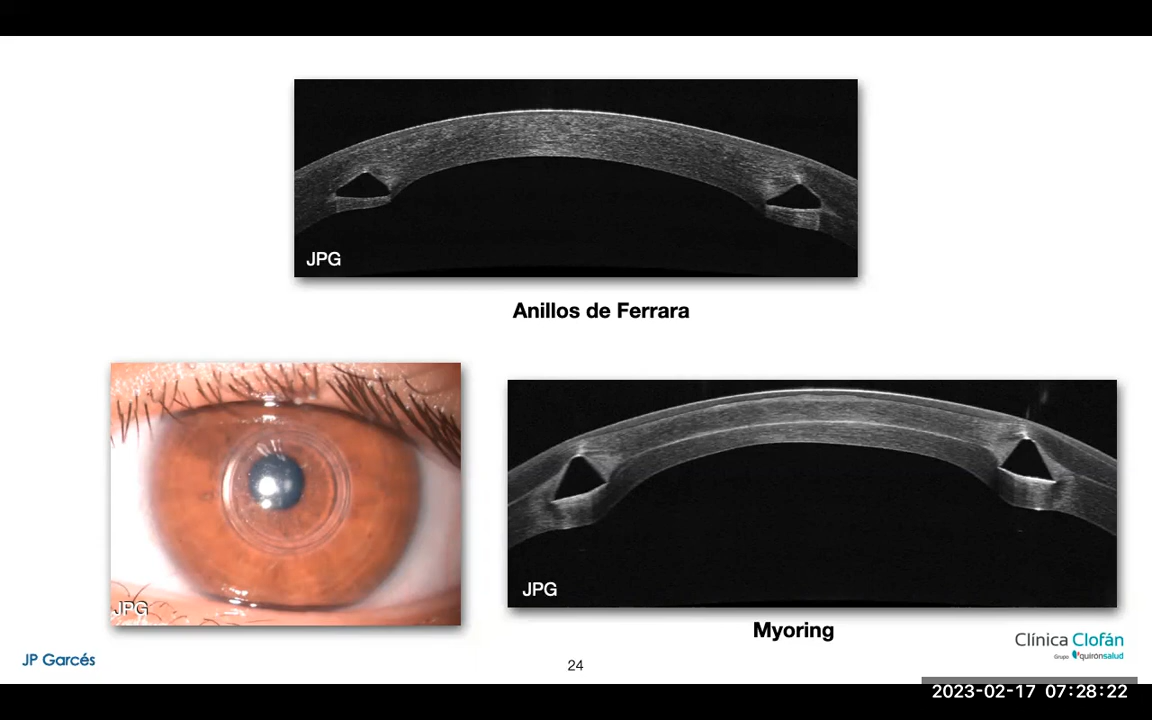 JPG
Anillos de Ferrara
JPG
JPG
Myoring
Clínica Clofán
Grupo quirónsalud
JP Garcés
24
2023-02-17 07:28:22